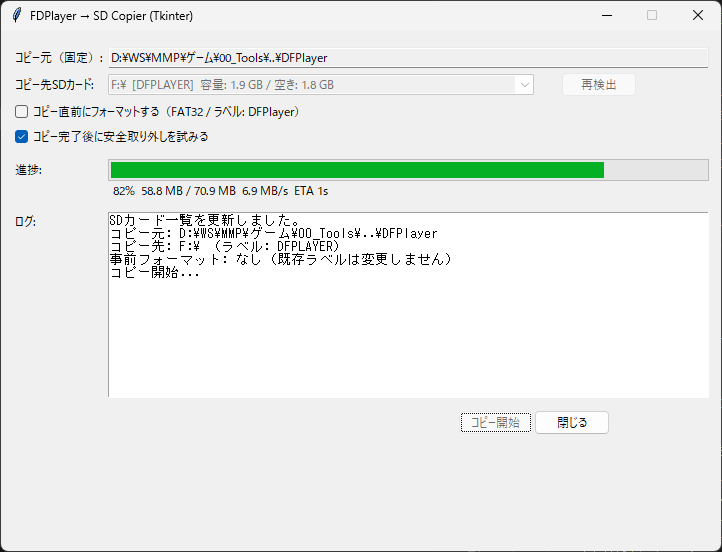 FDPlayer → SD Copier (Tkinter)
コピー元（固定）: D:¥WS¥MMP¥ゲーム¥00_Tools¥..¥DFPlayer
コピー先SDカード: F:¥ [DFPLAYER] 容量: 1.9 GB / 空き: 1.8 GB 再検出
コピー直前にフォーマットする（FAT32 / ラベル: DFPlayer）
コピー完了後に安全取り外しを試みる
進捗:
82% 58.8 MB / 70.9 MB 6.9 MB/s ETA 1s
ログ:
SDカード一覧を更新しました。
コピー元: D:¥WS¥MMP¥ゲーム¥00_Tools¥..¥DFPlayer
コピー先: F:¥ （ラベル: DFPLAYER）
事前フォーマット: なし（既存ラベルは変更しません）
コピー開始...
コピー開始 閉じる